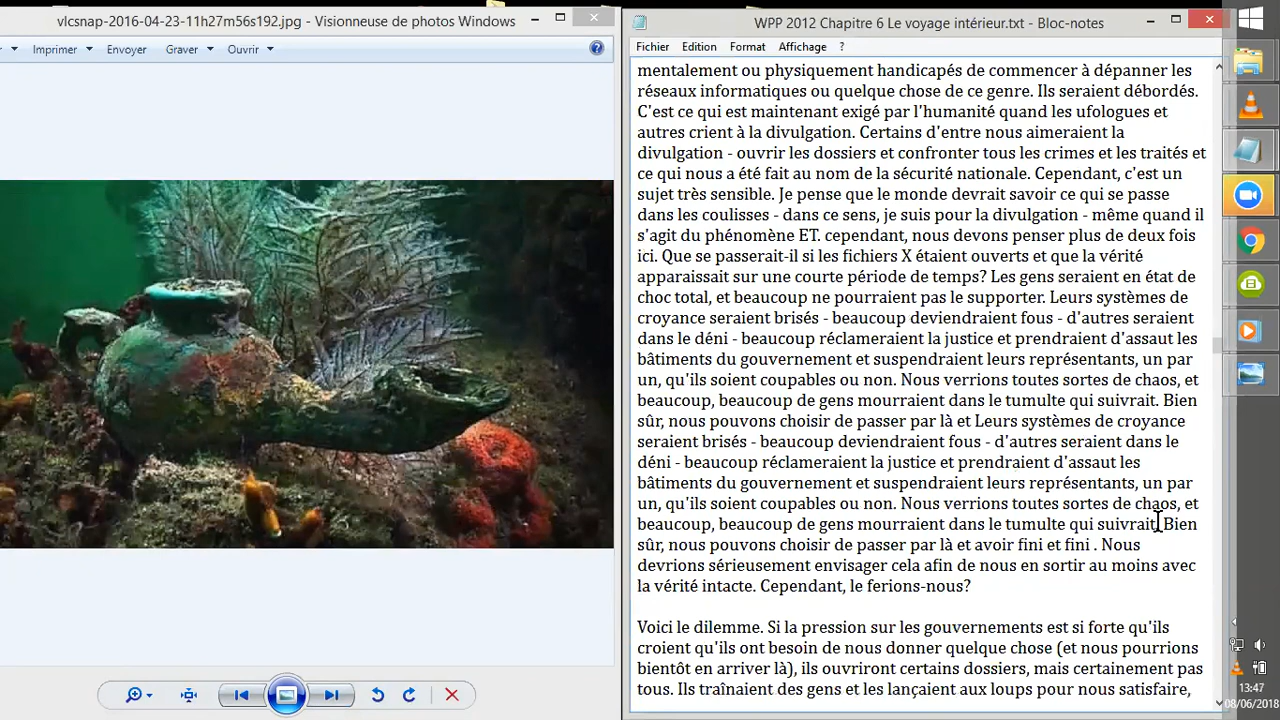 vlcsnap-2016-04-23-11h27m56s192.jpg - Visionneuse de photos Windows
Imprimer
Envoyer
Graver
Ouvrir
WPP 2012 Chapitre 6 Le voyage intérieur.txt - Bloc-notes
Fichier Edition Format Affichage ?
mentalement ou physiquement handicapés de commencer à dépanner les
réseaux informatiques ou quelque chose de ce genre. Ils seraient débordés.
C'est ce qui est maintenant exigé par l'humanité quand les ufologues et
autres crient à la divulgation. Certains d'entre nous aimeraient la
divulgation - ouvrir les dossiers et confronter tous les crimes et les traités et
ce qui nous a été fait au nom de la sécurité nationale. Cependant, c'est un
sujet très sensible. Je pense que le monde devrait savoir ce qui se passe
dans les coulisses - dans ce sens, je suis pour la divulgation - même quand il
s'agit du phénomène ET. cependant, nous devons penser plus de deux fois
ici. Que se passerait-il si les fichiers X étaient ouverts et que la vérité
apparaissait sur une courte période de temps? Les gens seraient en état de
choc total, et beaucoup ne pourraient pas le supporter. Leurs systèmes de
croyance seraient brisés - beaucoup deviendraient fous - d'autres seraient
dans le déni - beaucoup réclameraient la justice et prendraient d'assaut les
bâtiments du gouvernement et suspendraient leurs représentants, un par
un, qu'ils soient coupables ou non. Nous verrions toutes sortes de chaos, et
beaucoup, beaucoup de gens mourraient dans le tumulte qui suivrait. Bien
sûr, nous pouvons choisir de passer par là et Leurs systèmes de croyance
seraient brisés - beaucoup deviendraient fous - d'autres seraient dans le
déni - beaucoup réclameraient la justice et prendraient d'assaut les
bâtiments du gouvernement et suspendraient leurs représentants, un par
un, qu'ils soient coupables ou non. Nous verrions toutes sortes de chaos, et
beaucoup, beaucoup de gens mourraient dans le tumulte qui suivrait. Bien
sûr, nous pouvons choisir de passer par là et avoir fini et fini . Nous
devrions sérieusement envisager cela afin de nous en sortir au moins avec
la vérité intacte. Cependant, le ferions-nous?
Voici le dilemme. Si la pression sur les gouvernements est si forte qu'ils
croient qu'ils ont besoin de nous donner quelque chose (et nous pourrions
bientôt en arriver là), ils ouvriront certains dossiers, mais certainement pas
tous. Ils traînaient des gens et les lançaient aux loups pour nous satisfaire,
13:47
08/06/2018